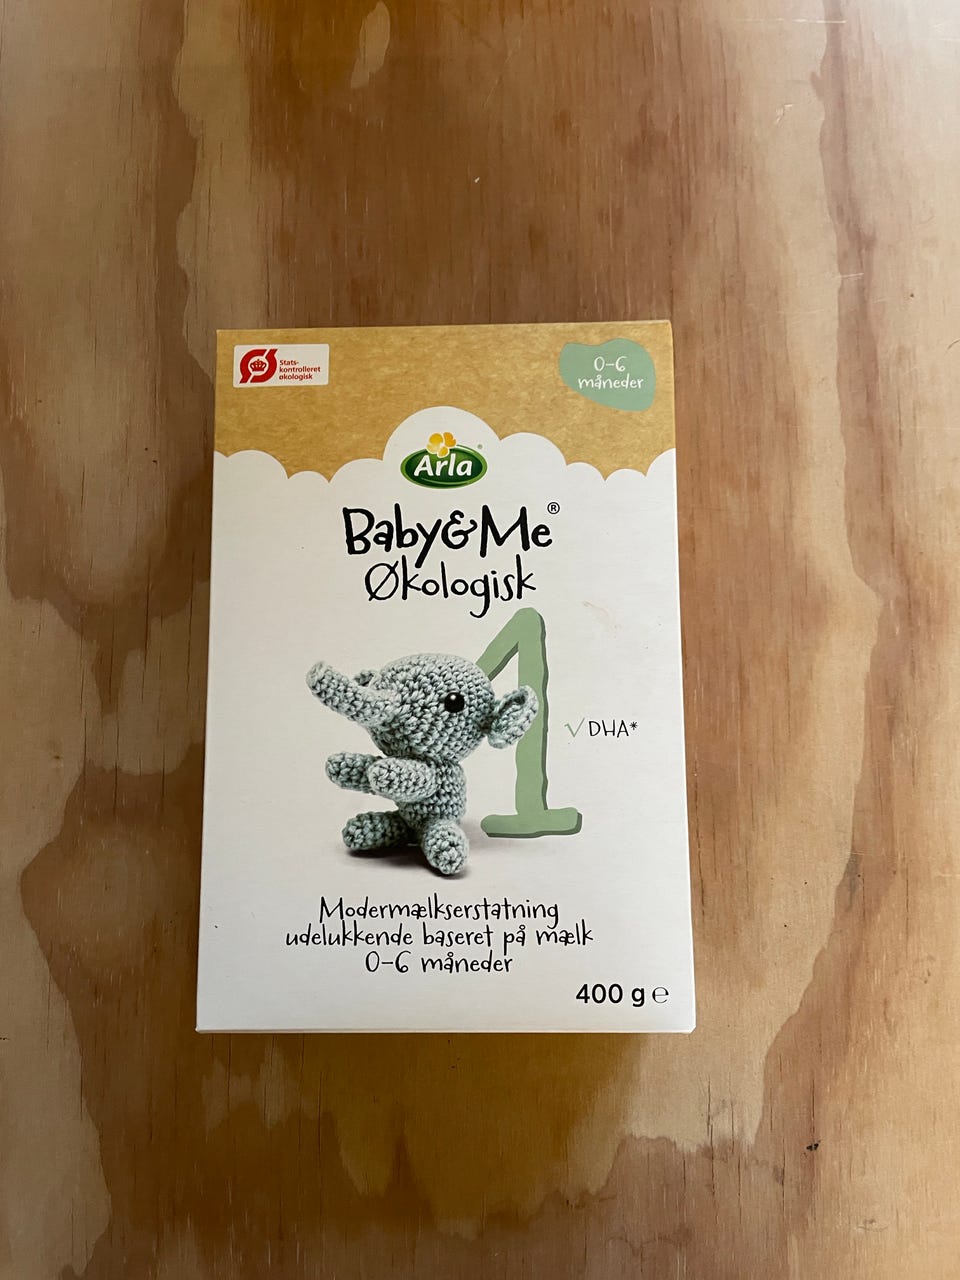 Stats-
kontrolleret
økologisk
0-6
måneder
Arla®
Baby&Me®
Økologisk
1
√ DHA*
Modermælkserstatning
udelukkende baseret på mælk
0-6 måneder
400 g ℮